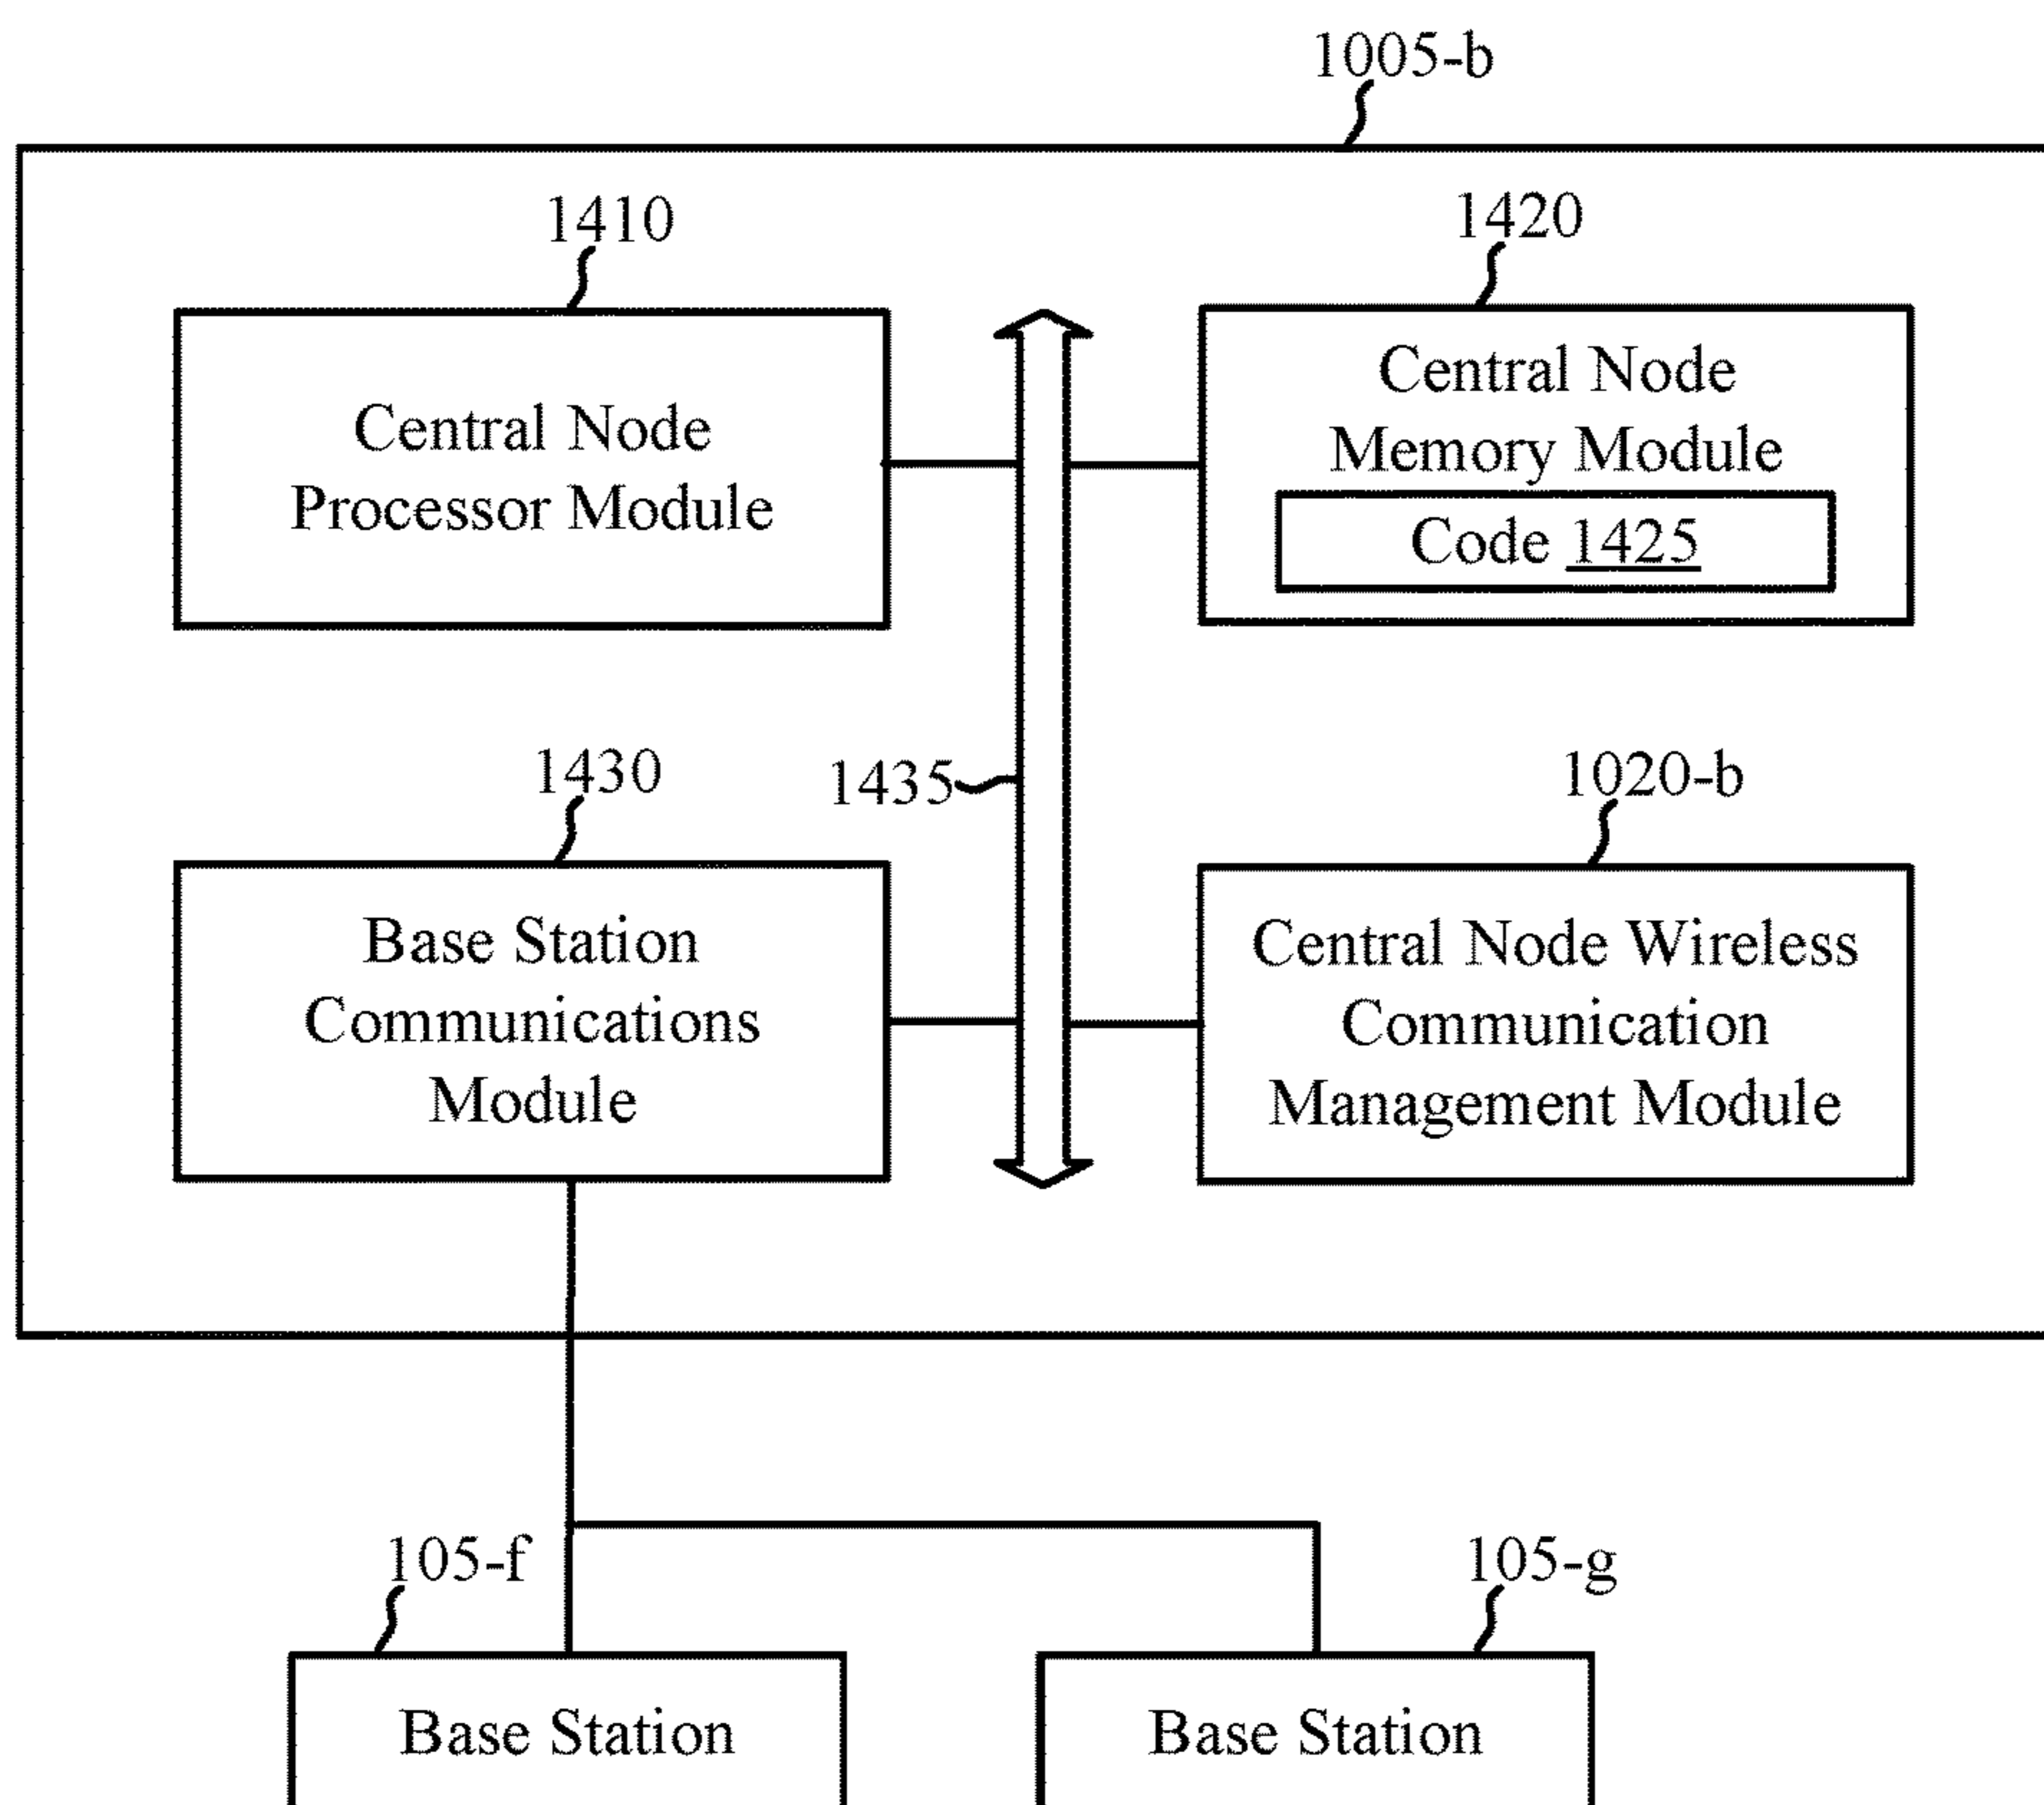 1005-b
1410
1420
Central Node
Processor Module
Central Node
Memory Module
Code 1425
1430
1435
1020-b
Base Station
Communications
Module
Central Node Wireless
Communication
Management Module
105-f
105-g
Base Station
Base Station